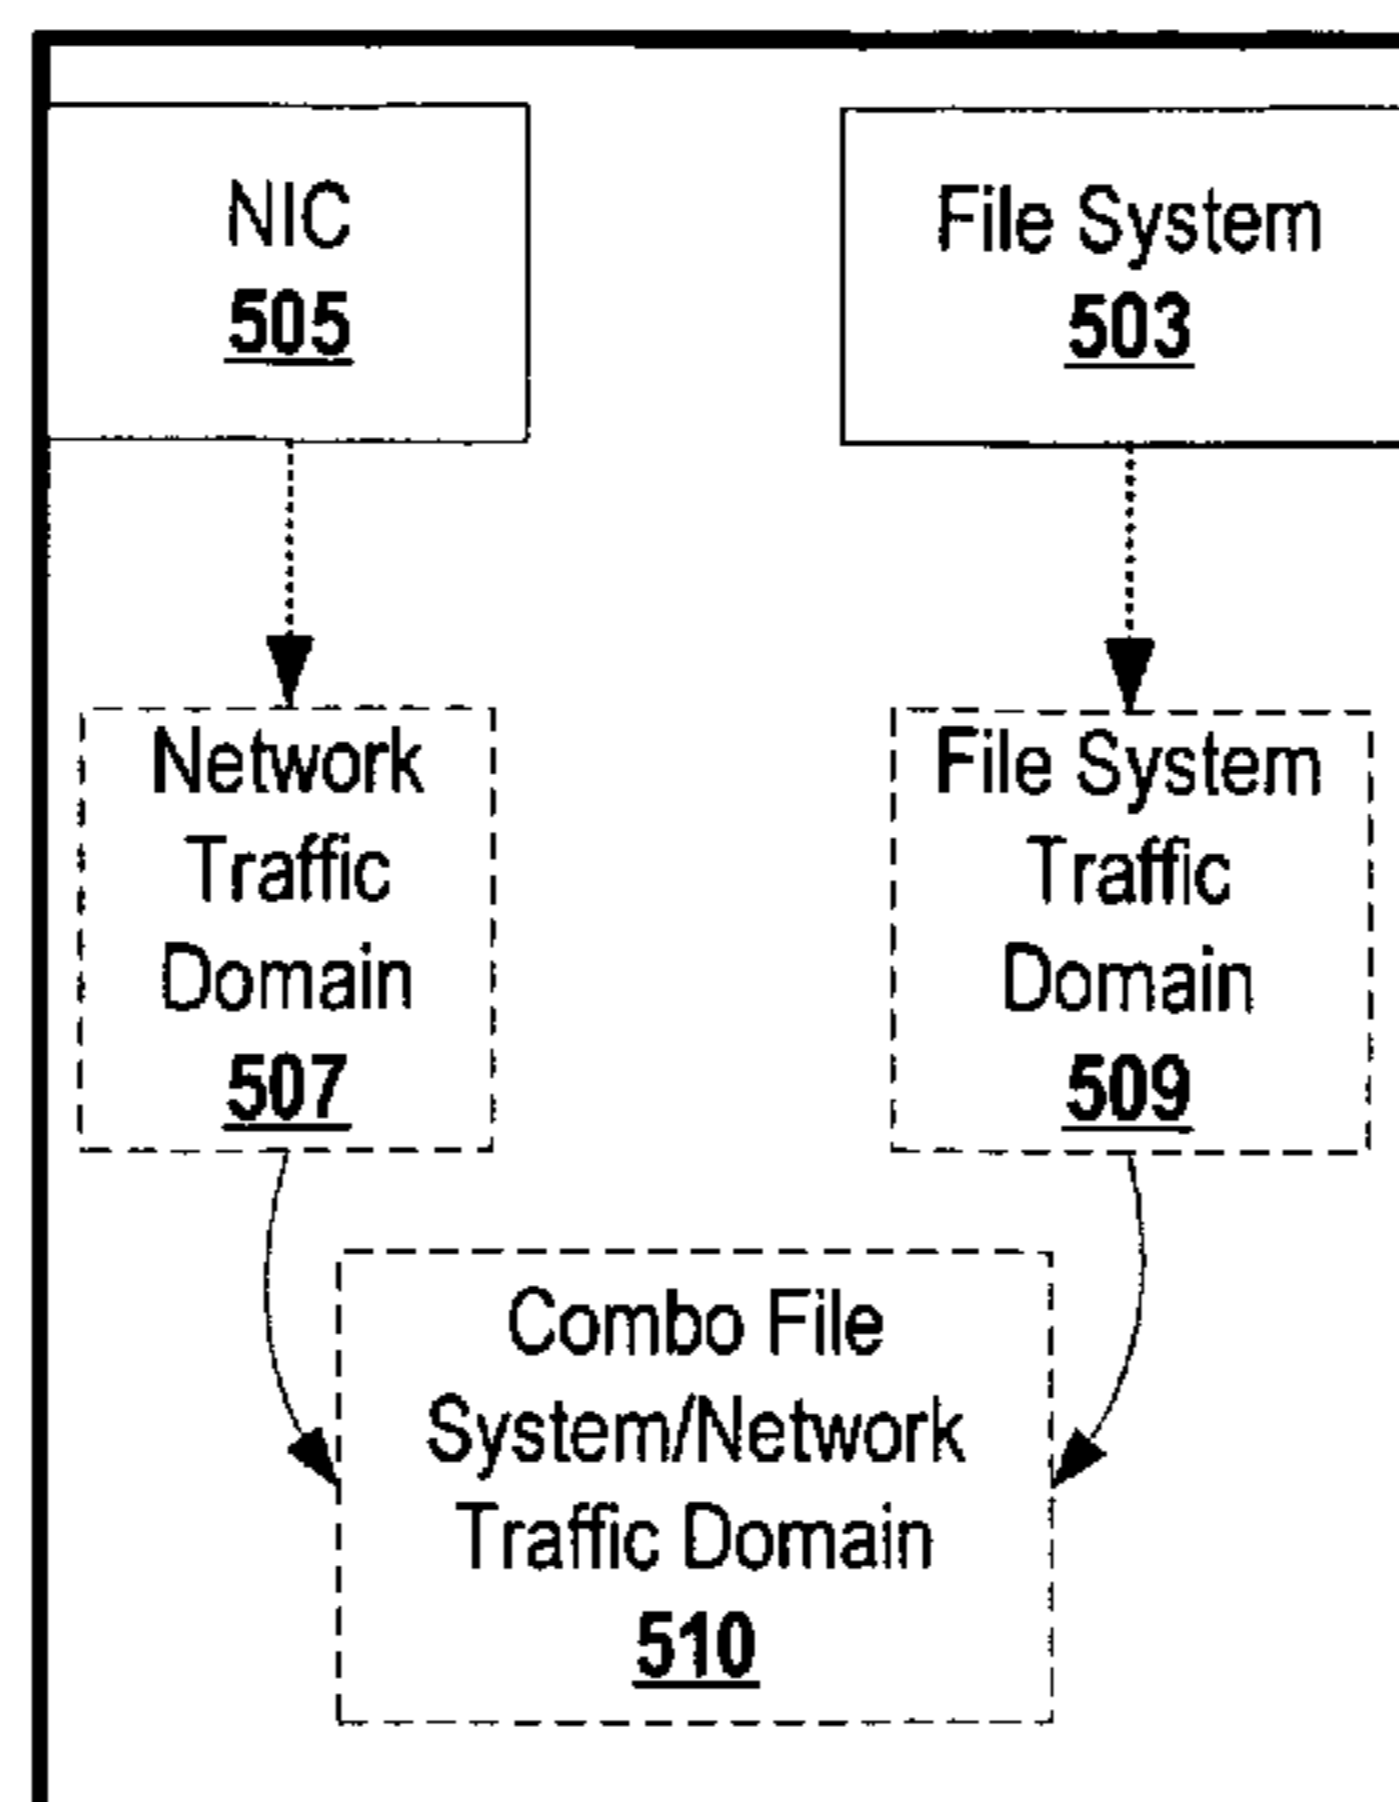 NIC
505
File System
503
Network
Traffic
Domain
507
File System
Traffic
Domain
509
Combo File
System/Network
Traffic Domain
510